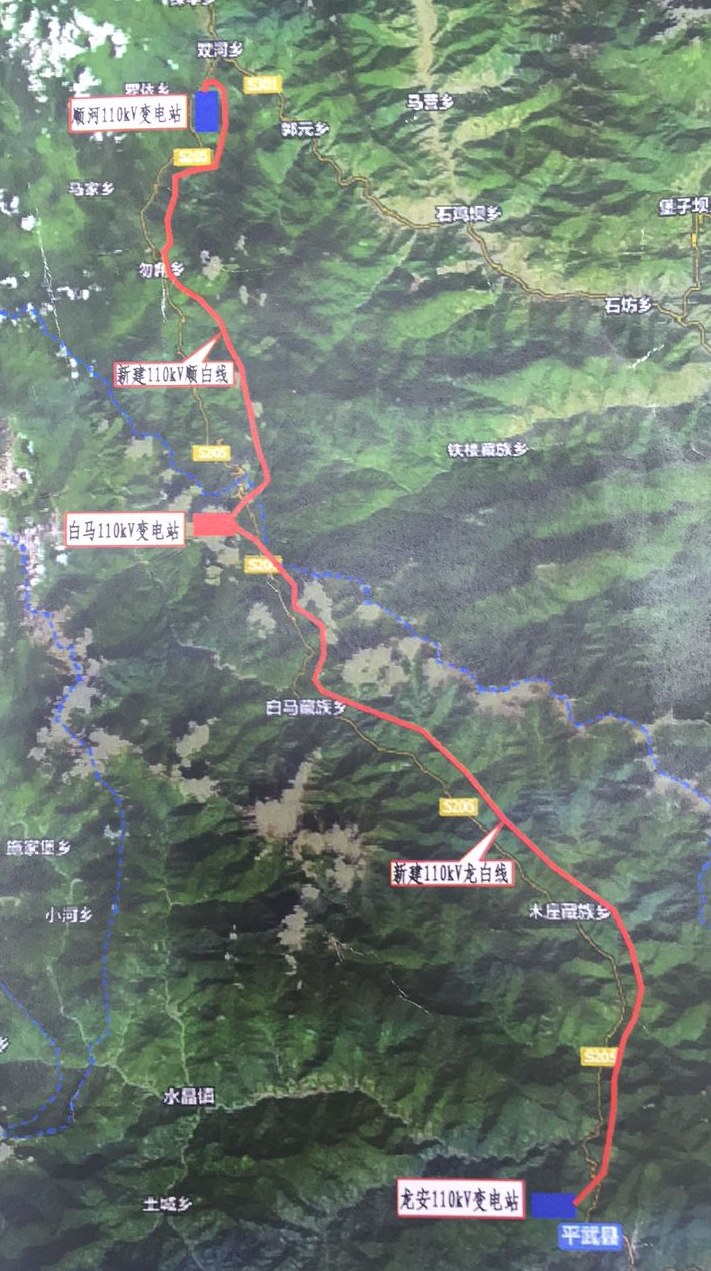 双河乡
S301
罗依乡
马营乡
顺河110kV变电站
郭元乡
S205
马家乡
石鸡坝乡
堡子坝
勿角乡
石坊乡
新建110kV顺白线
S205
铁楼藏族乡
白马110kV变电站
S205
白马藏族乡
S205
施家堡乡
新建110kV龙白线
小河乡
木座藏族乡
S205
水晶镇
土城乡
龙安110kV变电站
平武县